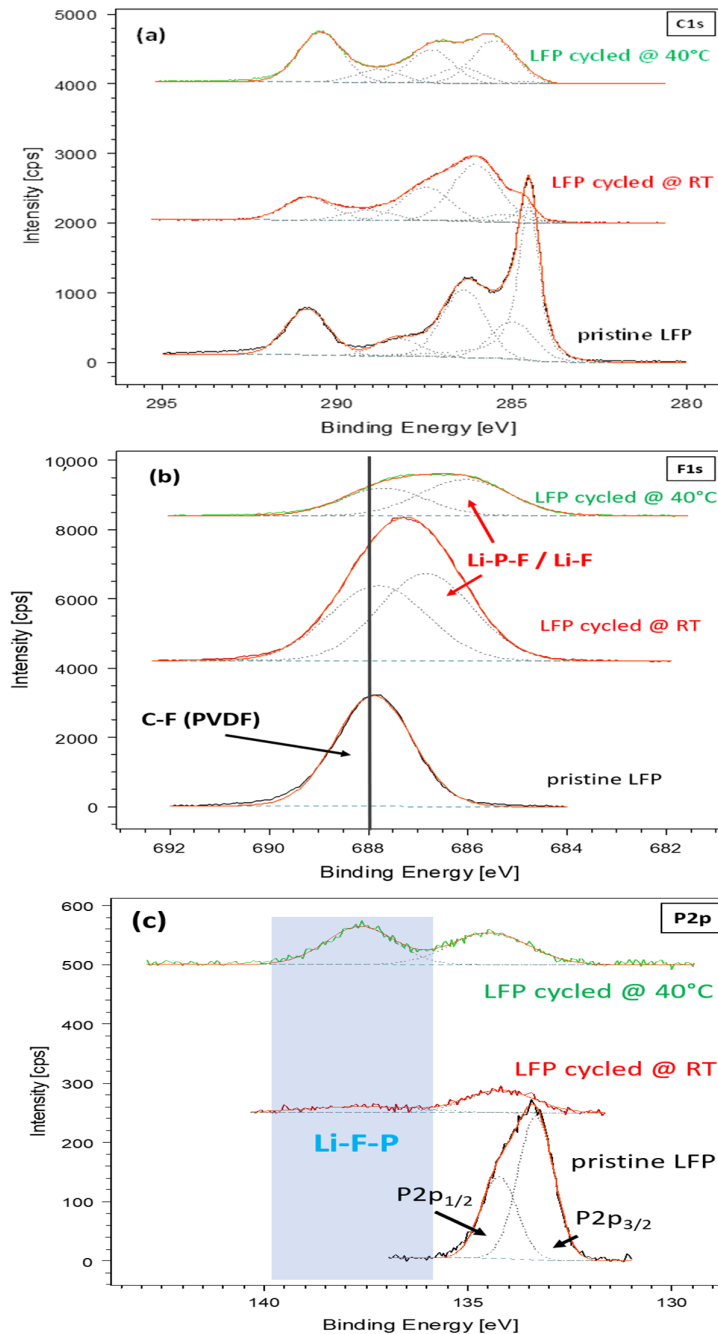 C1s
(a)
5000
4000
3000
2000
1000
0
Intensity [cps]
LFP cycled @ 40°C
LFP cycled @ RT
pristine LFP
295 290 285 280
Binding Energy [eV]
F1s
(b)
10000
8000
6000
4000
2000
0
Intensity [cps]
LFP cycled @ 40°C
Li-P-F / Li-F
LFP cycled @ RT
C-F (PVDF)
pristine LFP
692 690 688 686 684 682
Binding Energy [eV]
P2p
(c)
600
500
400
300
200
100
0
Intensity [cps]
LFP cycled @ 40°C
LFP cycled @ RT
Li-F-P
pristine LFP
P2p1/2
P2p3/2
140 135 130
Binding Energy [eV]